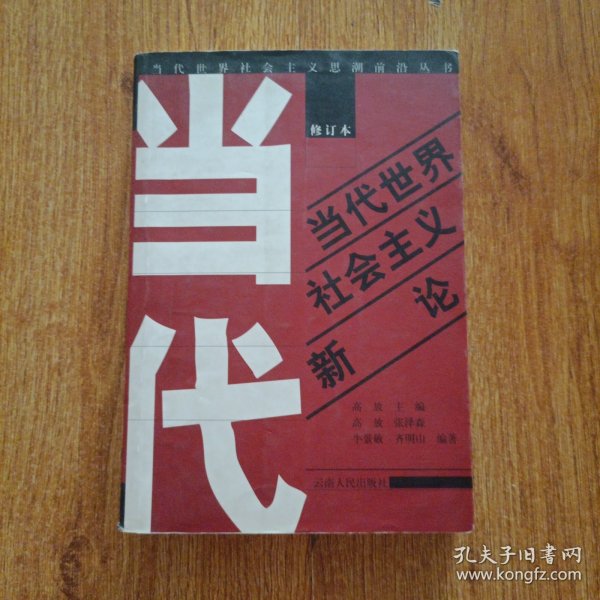 当代世界社会主义思潮前沿丛书
当代
修订本
当代世界
社会主义
新论
高放 主编
高放 张泽森
牛景敏 齐明山 编著
云南人民出版社
孔夫子旧书网
www.kongfz.com